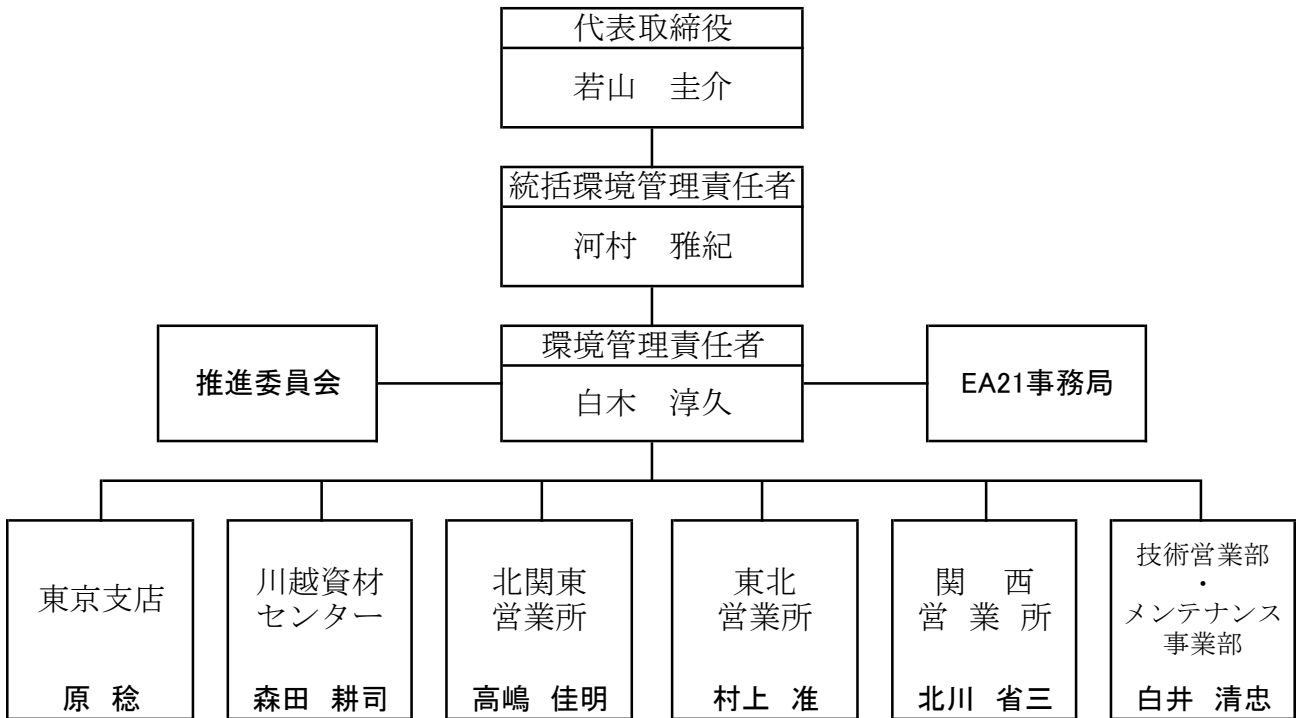 代表取締役
若山　圭介
統括環境管理責任者
河村　雅紀
推進委員会
環境管理責任者
白木　淳久
EA21事務局
東京支店
原 稔
川越資材
センター
森田 耕司
北関東
営業所
高嶋 佳明
東北
営業所
村上 准
関　西
営 業 所
北川 省三
技術営業部
・
メンテナンス
事業部
白井 清忠